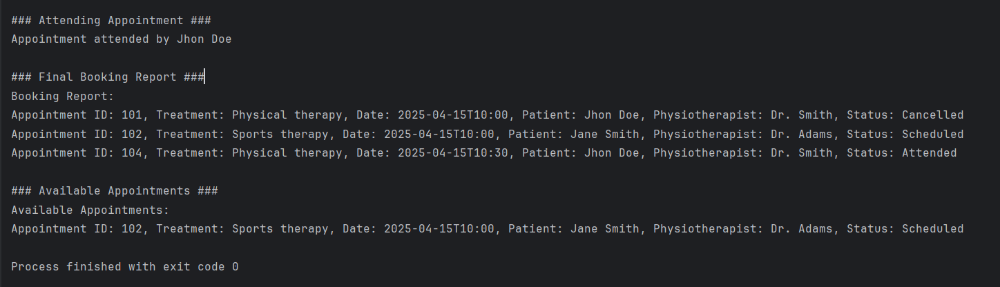 ### Attending Appointment ###
Appointment attended by Jhon Doe
### Final Booking Report ###
Booking Report:
Appointment ID: 101, Treatment: Physical therapy, Date: 2025-04-15T10:00, Patient: Jhon Doe, Physiotherapist: Dr. Smith, Status: Cancelled
Appointment ID: 102, Treatment: Sports therapy, Date: 2025-04-15T10:00, Patient: Jane Smith, Physiotherapist: Dr. Adams, Status: Scheduled
Appointment ID: 104, Treatment: Physical therapy, Date: 2025-04-15T10:30, Patient: Jhon Doe, Physiotherapist: Dr. Smith, Status: Attended
### Available Appointments ###
Available Appointments:
Appointment ID: 102, Treatment: Sports therapy, Date: 2025-04-15T10:00, Patient: Jane Smith, Physiotherapist: Dr. Adams, Status: Scheduled
Process finished with exit code 0